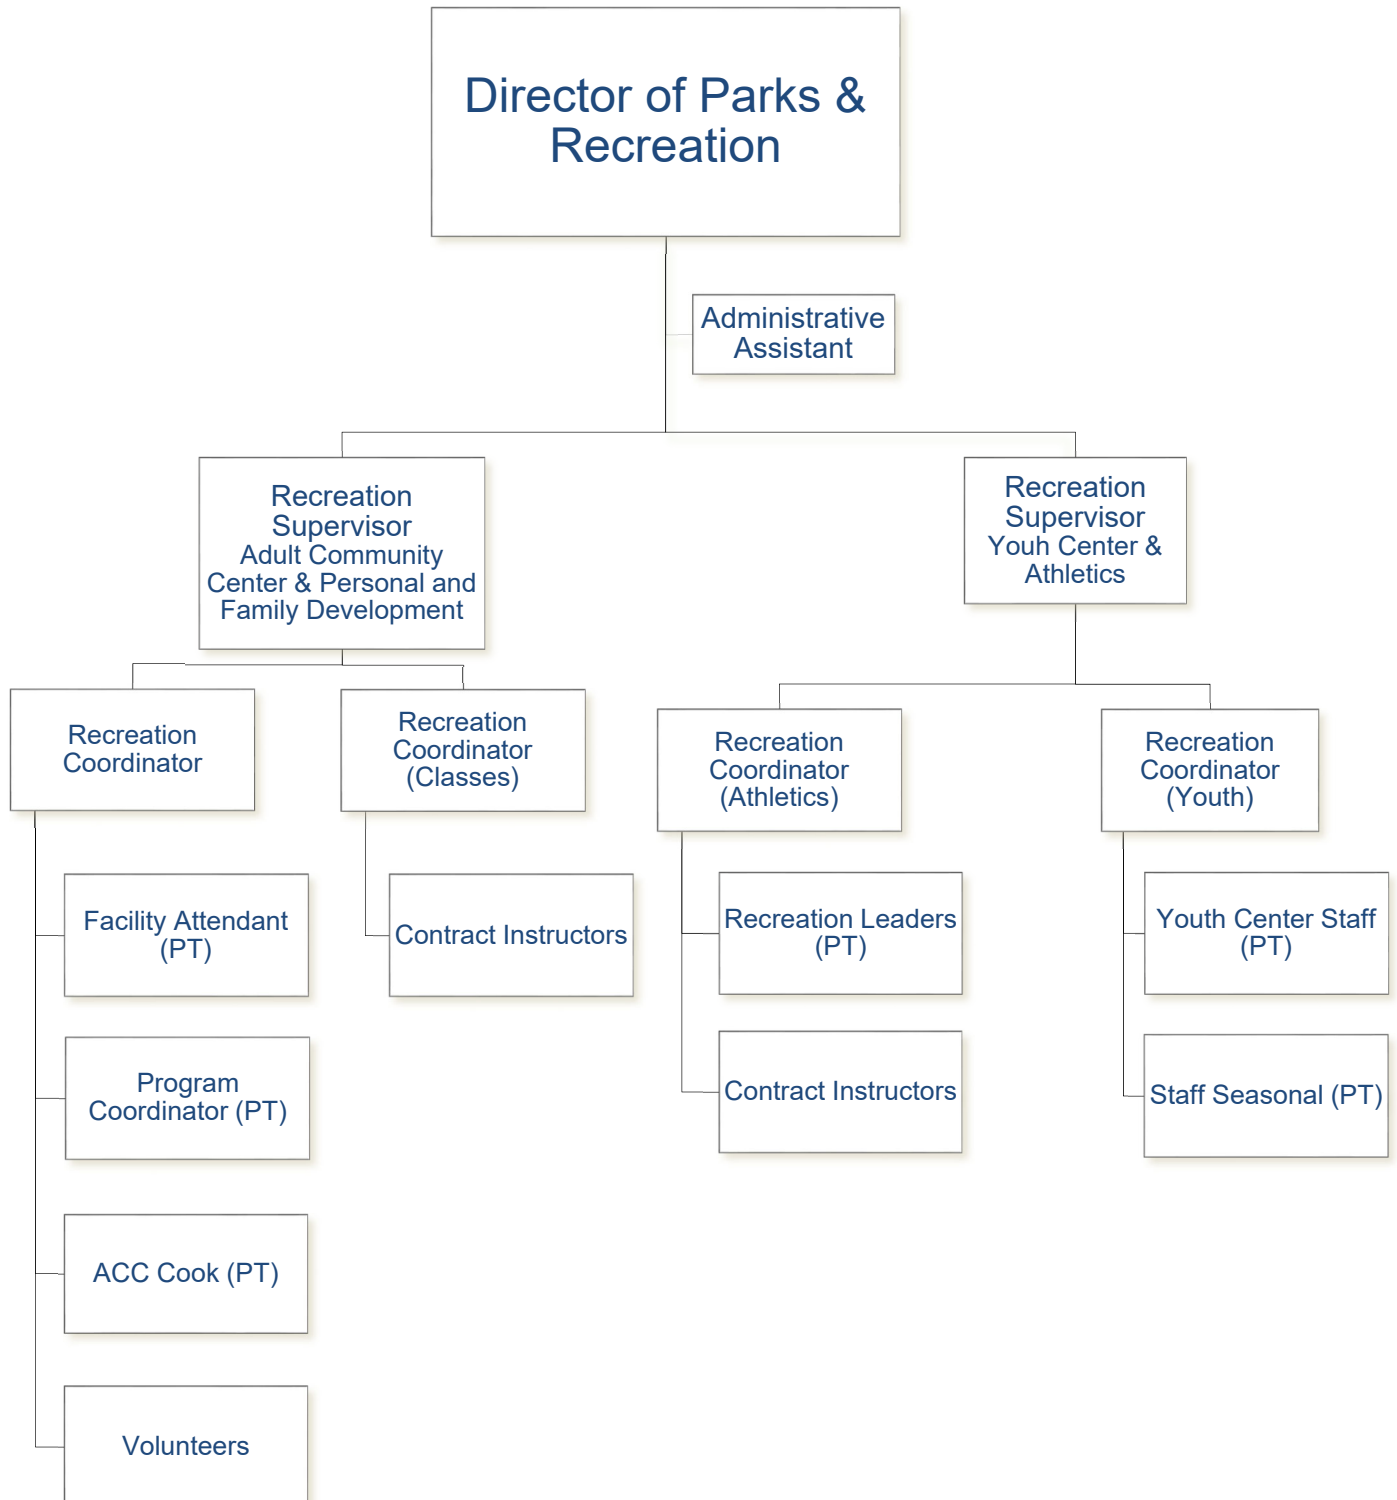 Director of Parks &
Recreation
Administrative
Assistant
Recreation
Supervisor
Adult Community
Center & Personal and
Family Development
Recreation
Supervisor
Youh Center &
Athletics
Recreation
Coordinator
Recreation
Coordinator
(Classes)
Recreation
Coordinator
(Athletics)
Recreation
Coordinator
(Youth)
Facility Attendant
(PT)
Contract Instructors
Recreation Leaders
(PT)
Youth Center Staff
(PT)
Program
Coordinator (PT)
Contract Instructors
Staff Seasonal (PT)
ACC Cook (PT)
Volunteers